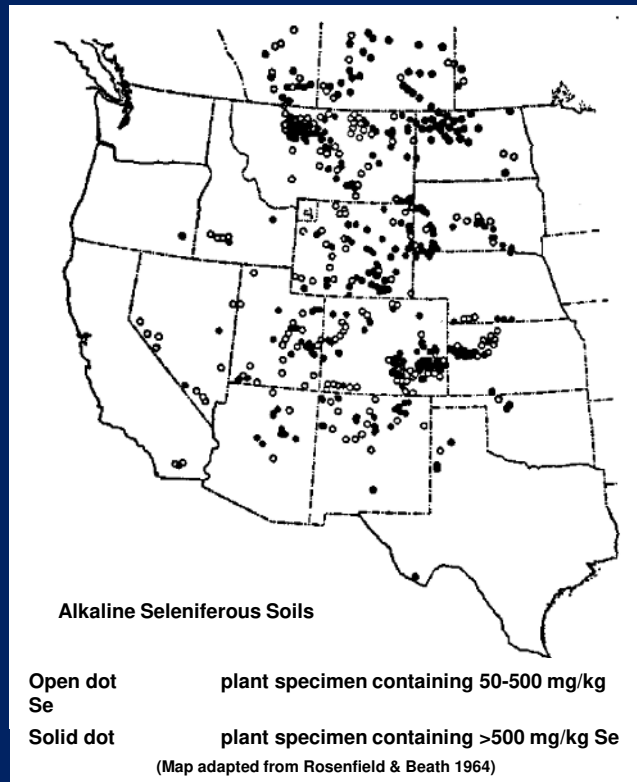 Alkaline Seleniferous Soils
Open dot plant specimen containing 50-500 mg/kg
Se
Solid dot plant specimen containing >500 mg/kg Se
(Map adapted from Rosenfield & Beath 1964)